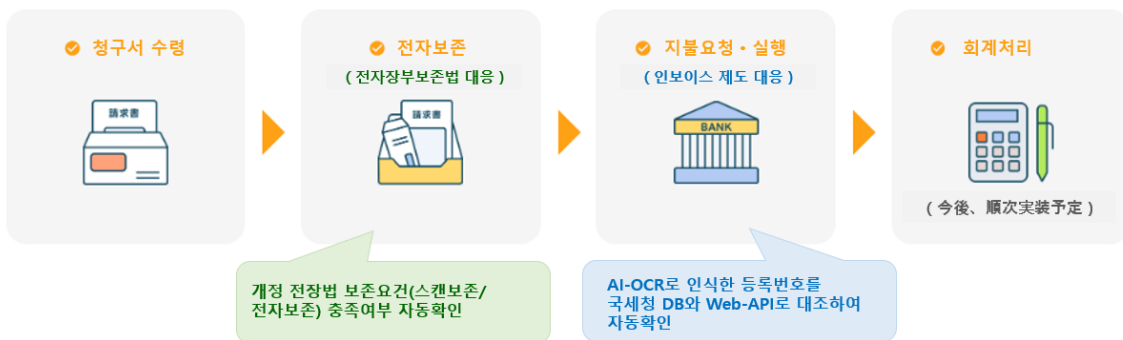 청구서 수령
請求書
전자보존
( 전자장부보존법 대응 )
請求書
지불요청・실행
( 인보이스 제도 대응 )
BANK
회계처리
( 今後、順次実装予定 )
개정 전장법 보존요건(스캔보존/
전자보존) 충족여부 자동확인
AI-OCR로 인식한 등록번호를
국세청 DB와 Web-API로 대조하여
자동확인